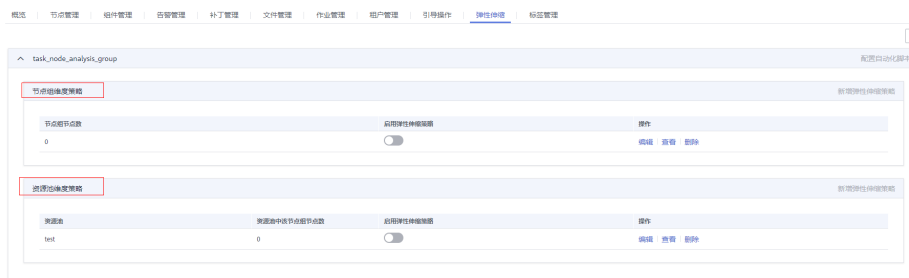 概览 节点管理 组件管理 告警管理 补丁管理 文件管理 作业管理 租户管理 引导操作 弹性伸缩 标签管理
task_node_analysis_group 配置自动化脚本
节点组维度策略 新增弹性伸缩策略
节点组节点数 启用弹性伸缩策略 操作
0 编辑 查看 删除
资源池维度策略 新增弹性伸缩策略
资源池 资源池中该节点组节点数 启用弹性伸缩策略 操作
test 0 编辑 查看 删除